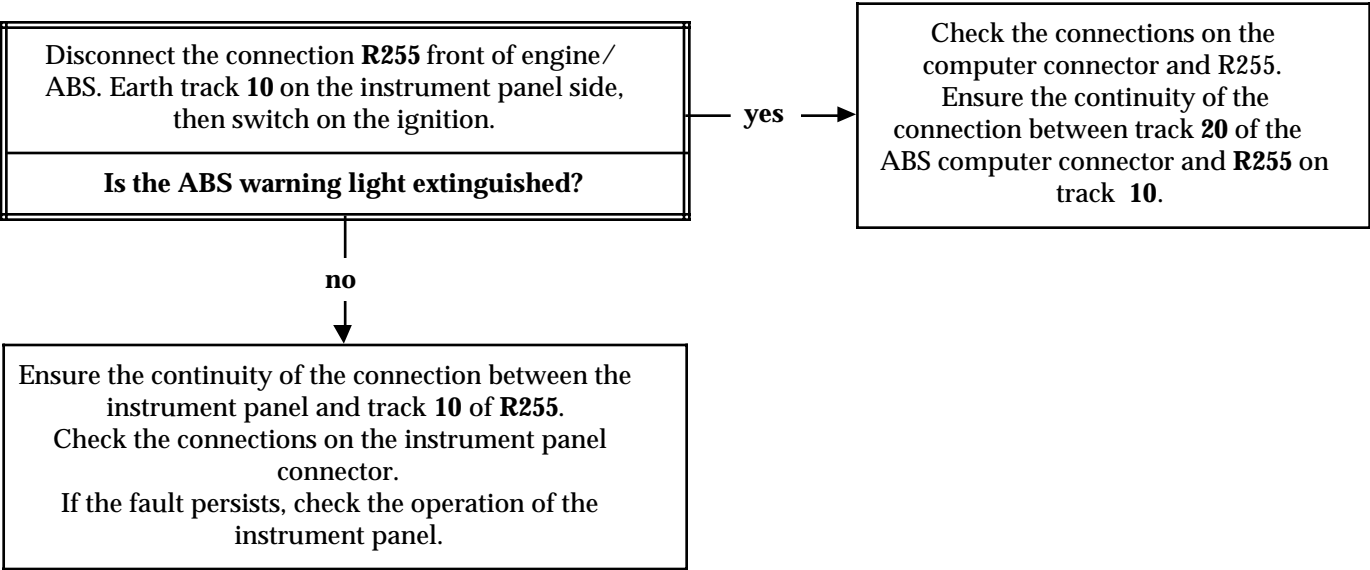 Disconnect the connection R255 front of engine/
ABS. Earth track 10 on the instrument panel side,
then switch on the ignition.
Is the ABS warning light extinguished?
yes
Check the connections on the
computer connector and R255.
Ensure the continuity of the
connection between track 20 of the
ABS computer connector and R255 on
track 10.
no
Ensure the continuity of the connection between the
instrument panel and track 10 of R255.
Check the connections on the instrument panel
connector.
If the fault persists, check the operation of the
instrument panel.